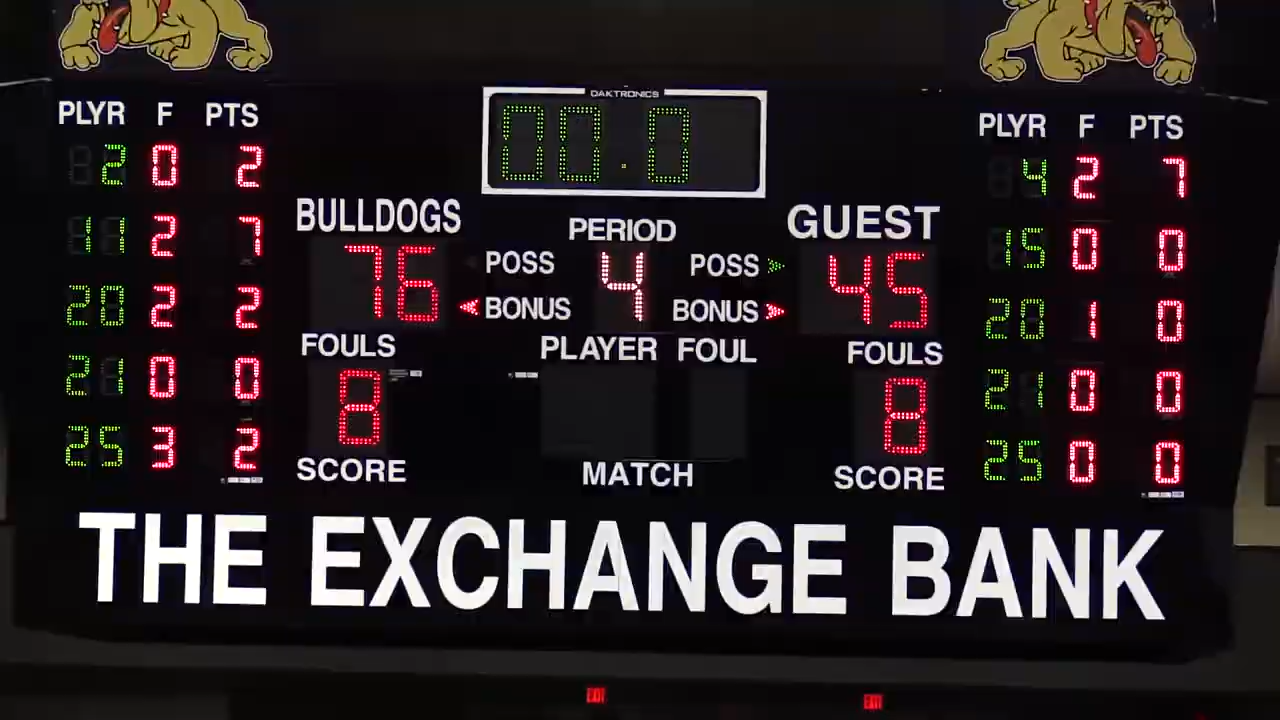 DAKTRONICS
00.0
PLYR F PTS
2 0 2
11 2 7
20 2 2
21 0 0
25 3 2
BULLDOGS
76
FOULS
8
SCORE
PERIOD
POSS 4 POSS
BONUS BONUS
PLAYER FOUL
MATCH
GUEST
45
FOULS
8
SCORE
PLYR F PTS
4 2 7
15 0 0
20 1 0
21 0 0
25 0 0
THE EXCHANGE BANK
EXIT
EXIT